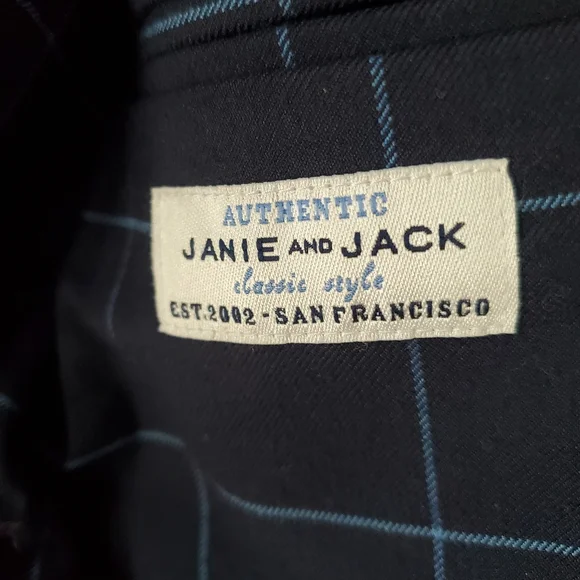 AUTHENTIC
JANIE AND JACK
classic style
EST.2002 - SAN FRANCISCO